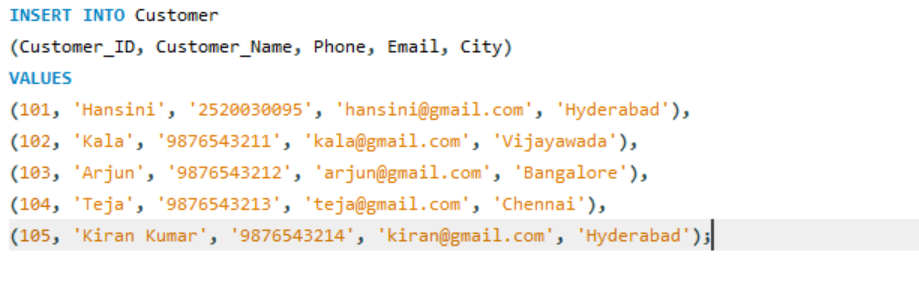 INSERT INTO Customer
(Customer_ID, Customer_Name, Phone, Email, City)
VALUES
(101, 'Hansini', '2520030095', 'hansini@gmail.com', 'Hyderabad'),
(102, 'Kala', '9876543211', 'kala@gmail.com', 'Vijayawada'),
(103, 'Arjun', '9876543212', 'arjun@gmail.com', 'Bangalore'),
(104, 'Teja', '9876543213', 'teja@gmail.com', 'Chennai'),
(105, 'Kiran Kumar', '9876543214', 'kiran@gmail.com', 'Hyderabad');